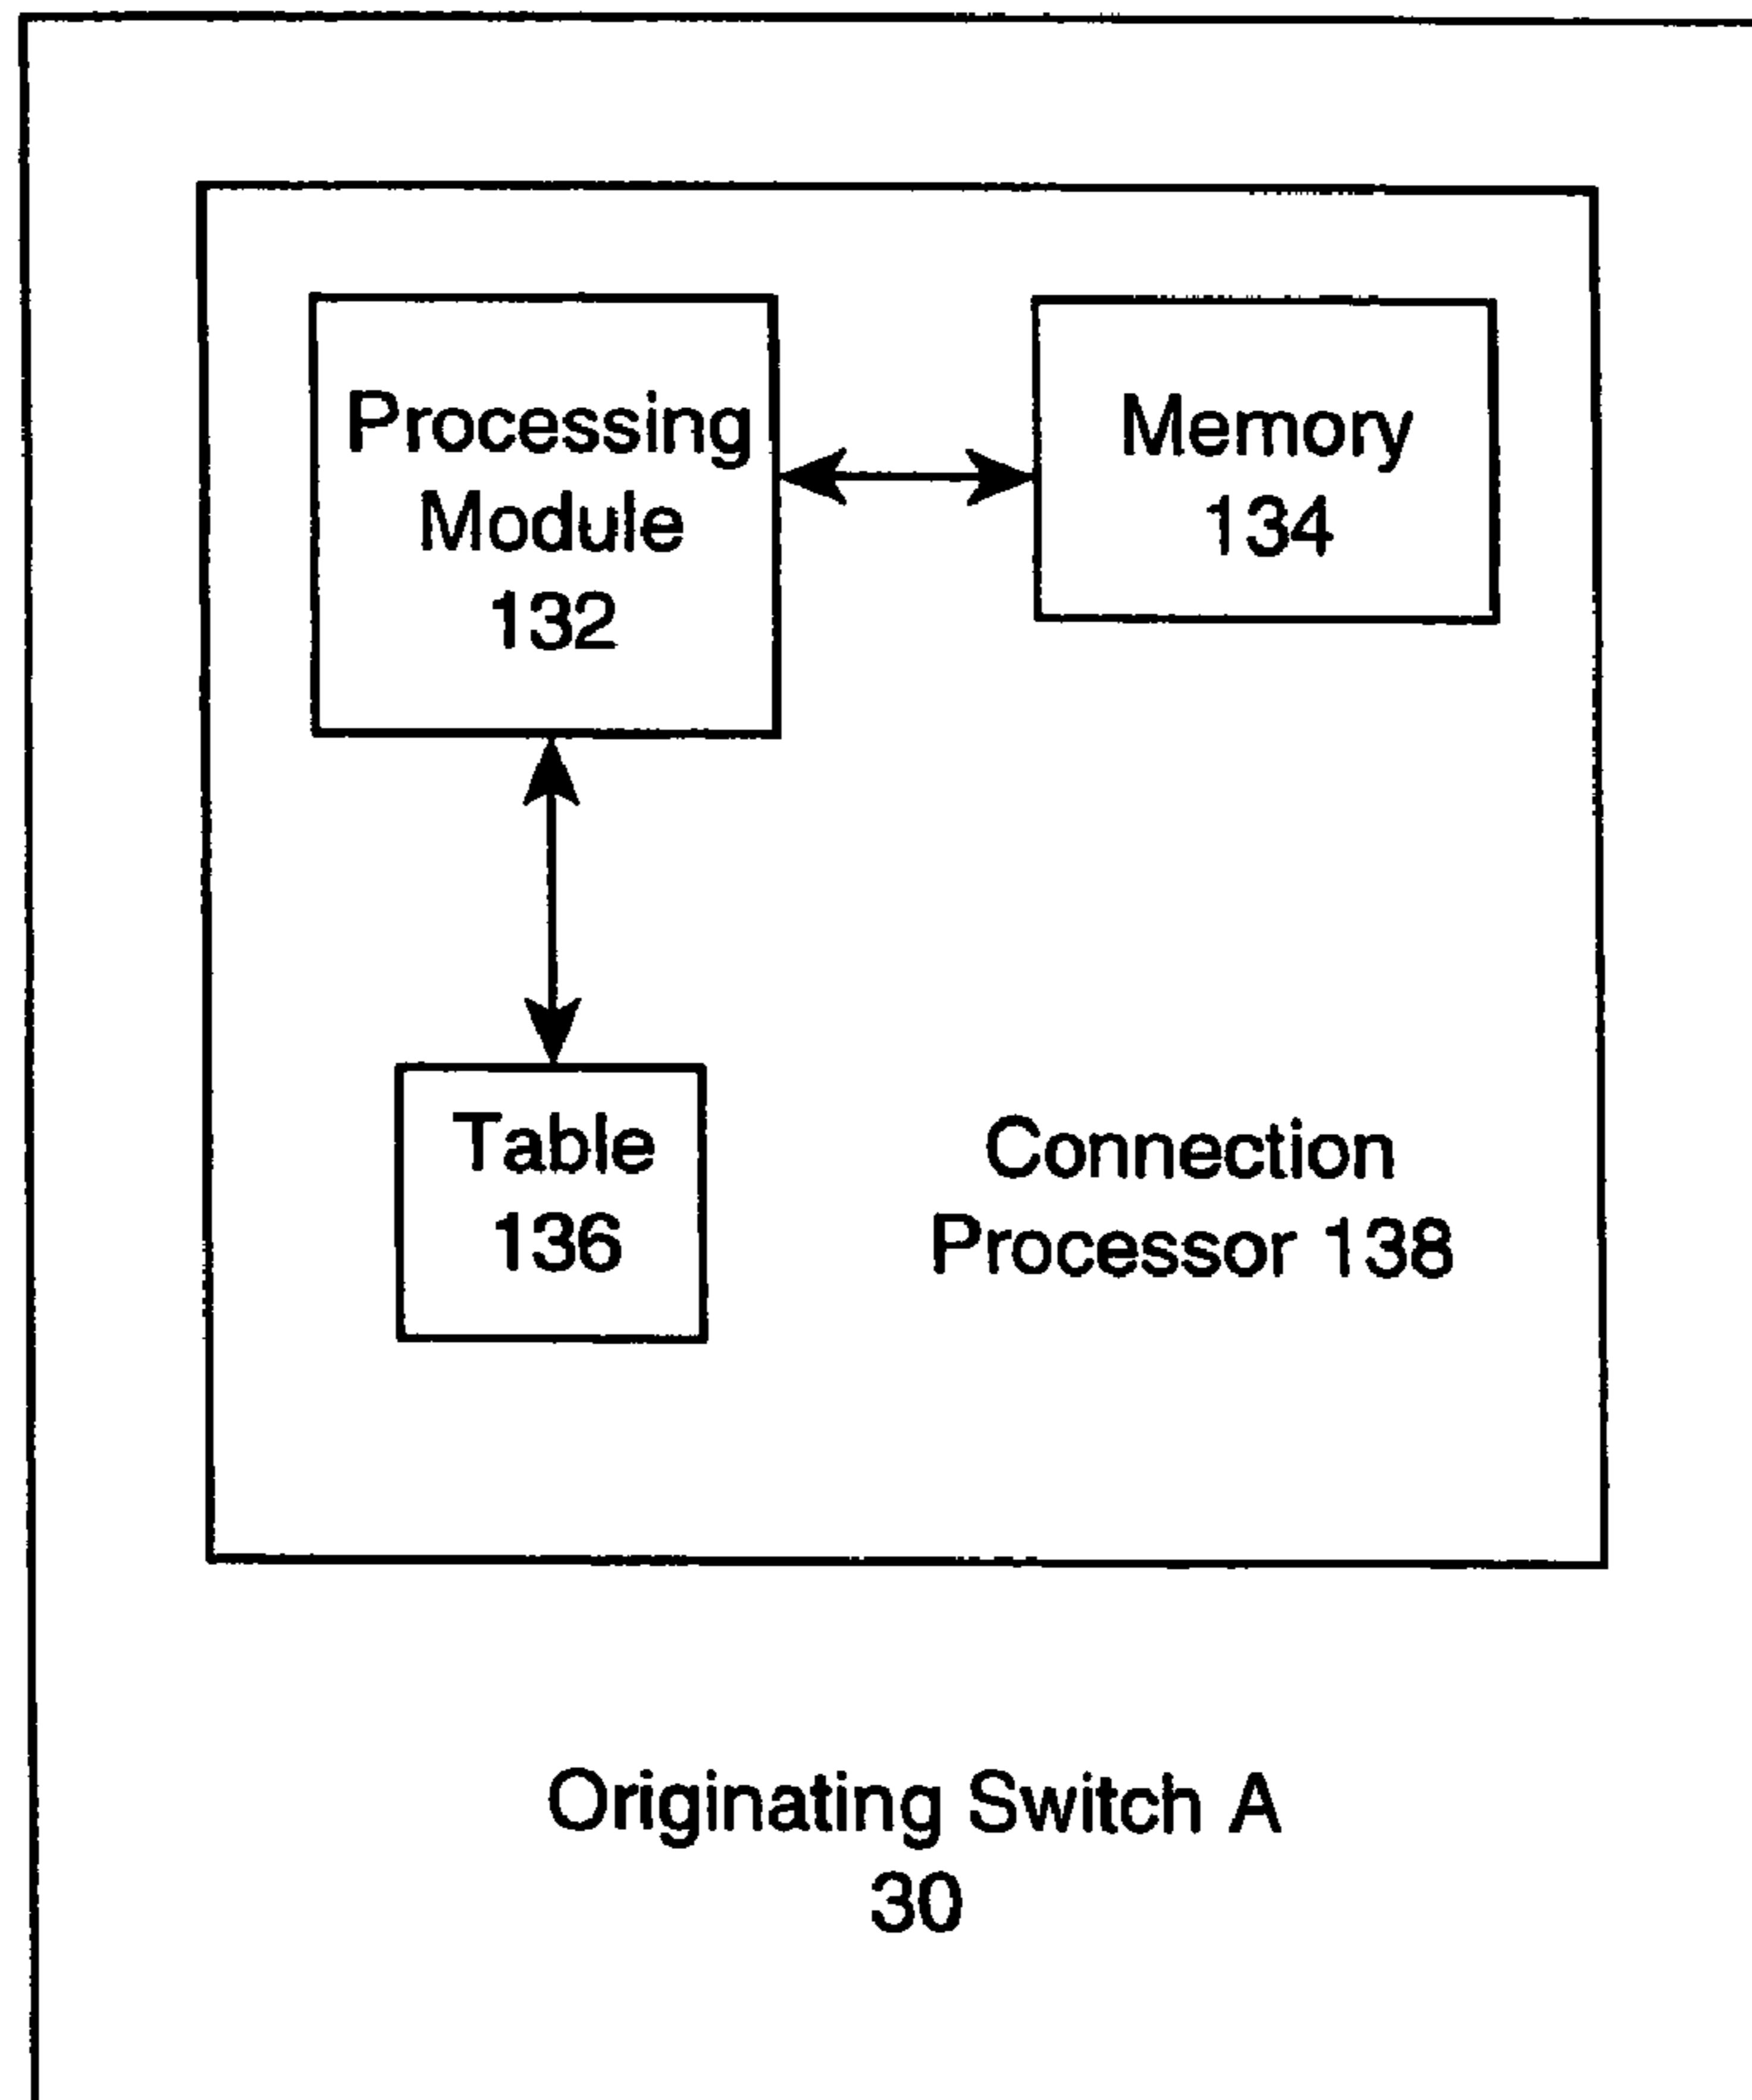 Processing
Module
132
Memory
134
Table
136
Connection
Processor 138
Originating Switch A
30